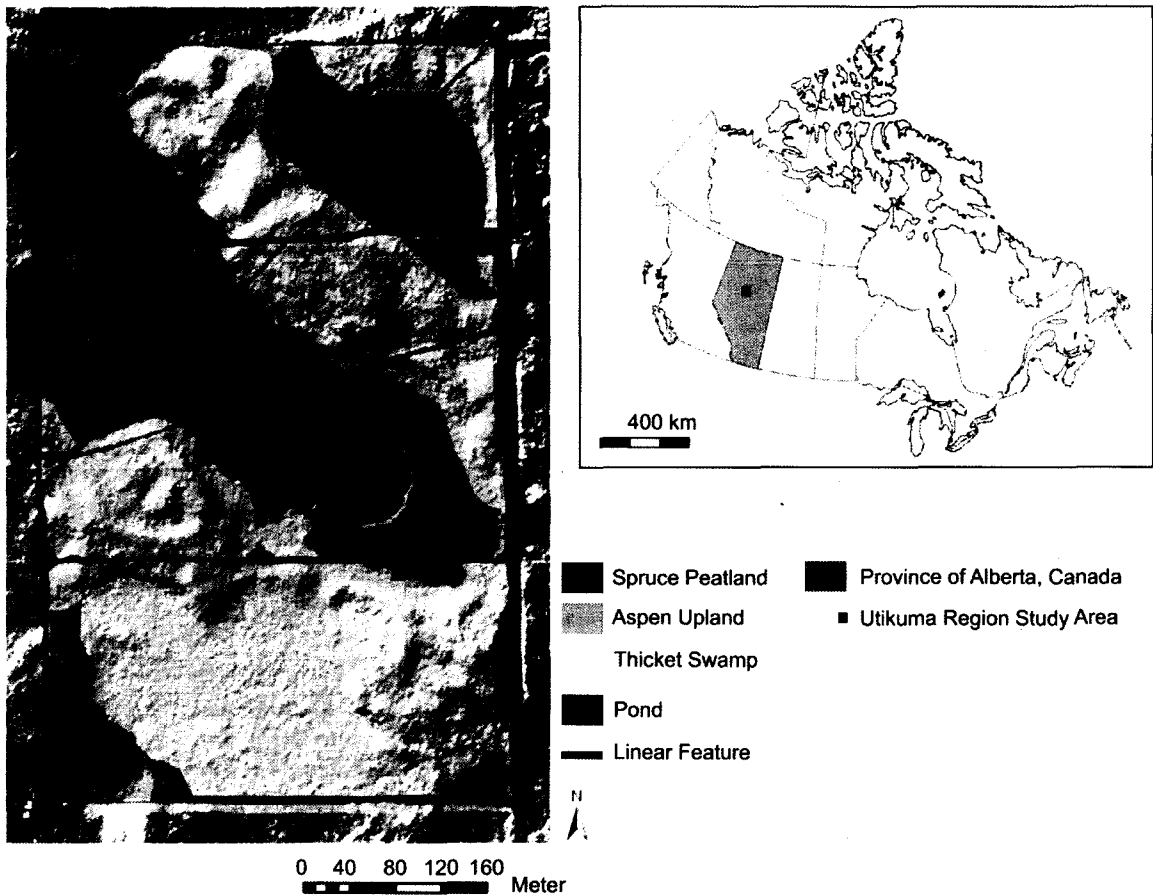 400 km
Spruce Peatland
Province of Alberta, Canada
Aspen Upland
Utikuma Region Study Area
Thicket Swamp
Pond
Linear Feature
N
0 40 80 120 160
Meter